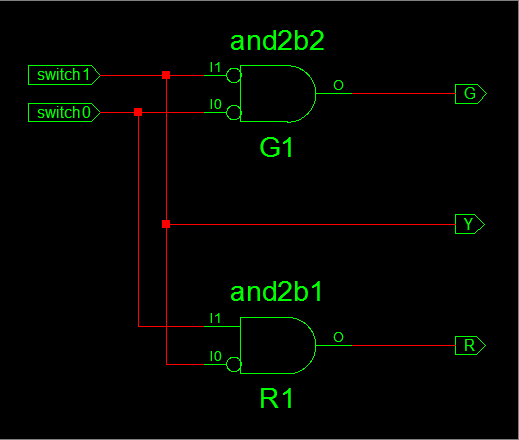 and2b2
switch1
I1
O
G
switch0
I0
G1
Y
and2b1
I1
O
R
I0
R1